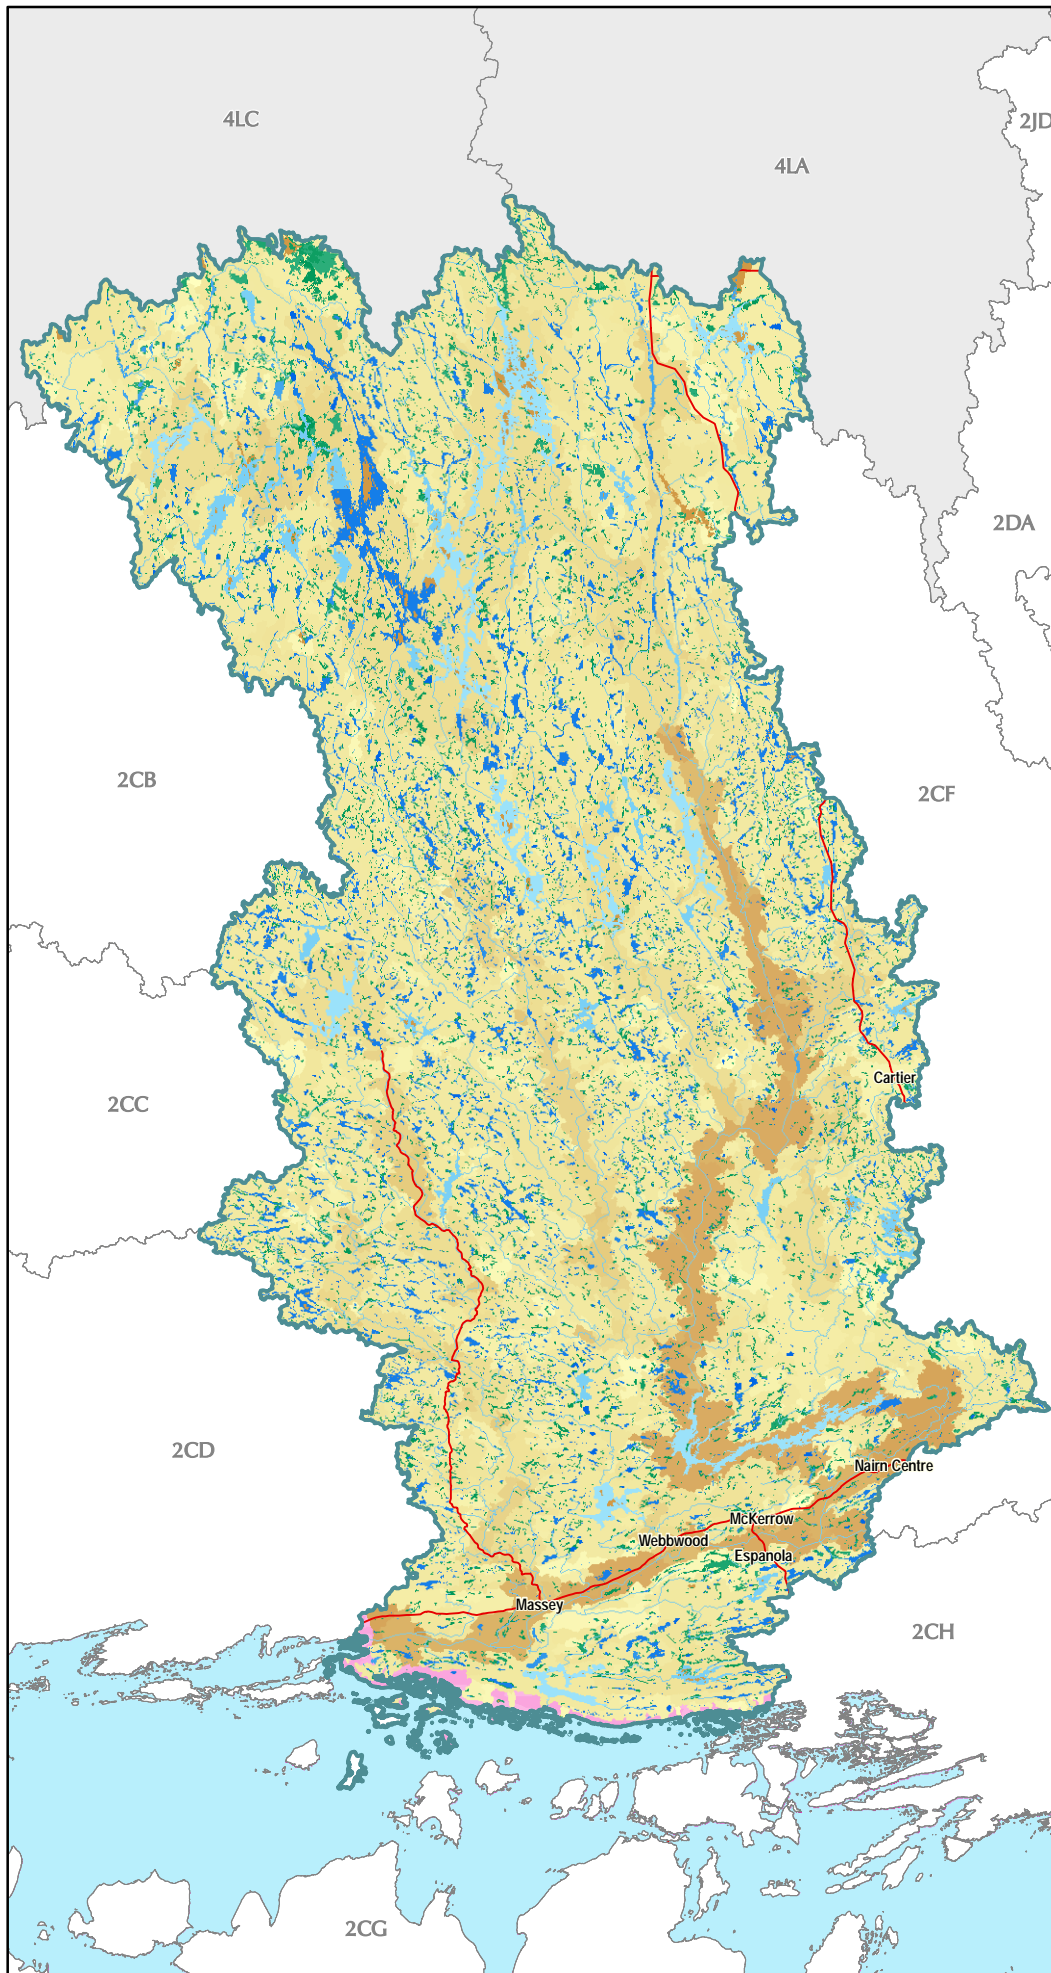 4LC
2JD
4LA
2DA
2CB
2CF
Cartier
2CC
2CD
Nairn Centre
McKerrow
Webbwood
Espanola
Massey
2CH
2CG